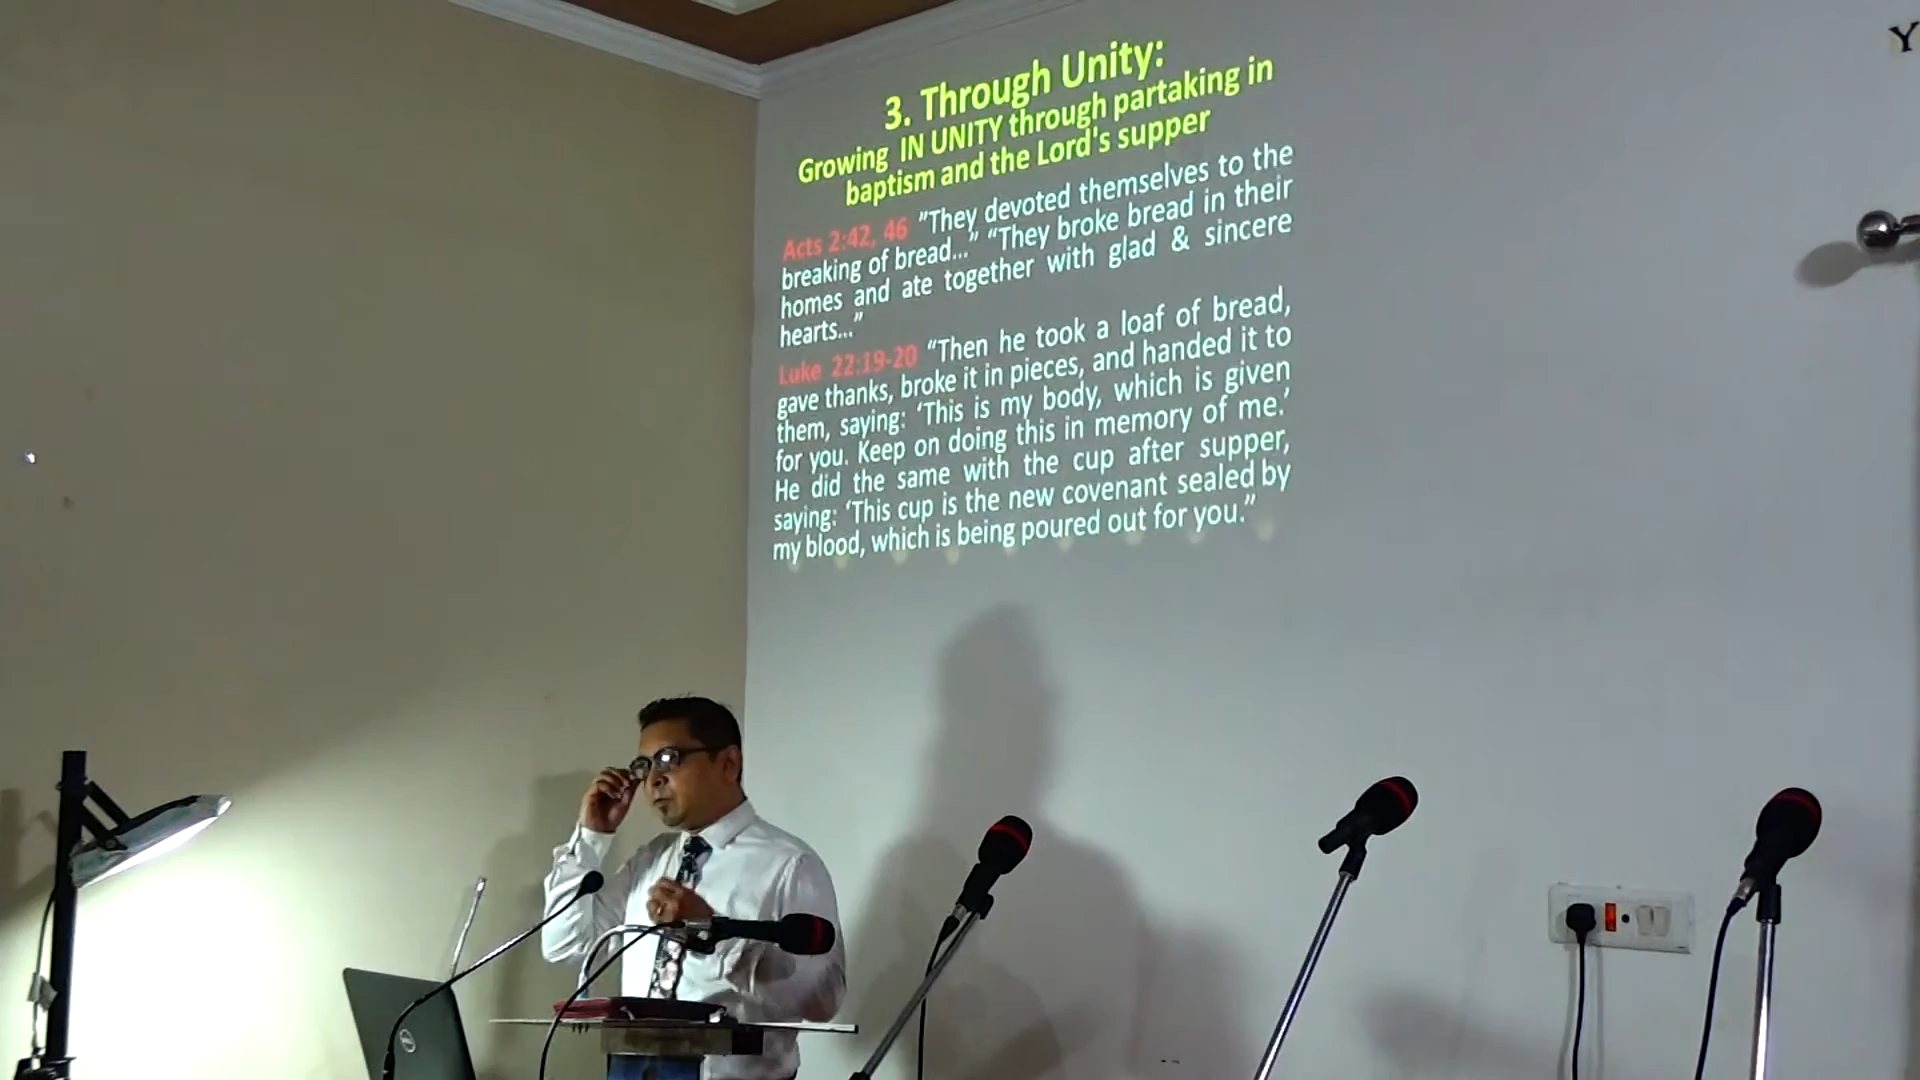 3. Through Unity:
Growing IN UNITY through partaking in
baptism and the Lord's supper
Acts 2:42, 46 "They devoted themselves to the
breaking of bread..." “They broke bread in their
homes and ate together with glad & sincere
hearts...”
Luke 22:19-20 “Then he took a loaf of bread,
gave thanks, broke it in pieces, and handed it to
them, saying: ‘This is my body, which is given
for you. Keep on doing this in memory of me.’
He did the same with the cup after supper,
saying: ‘This cup is the new covenant sealed by
my blood, which is being poured out for you.”
Y
DELL